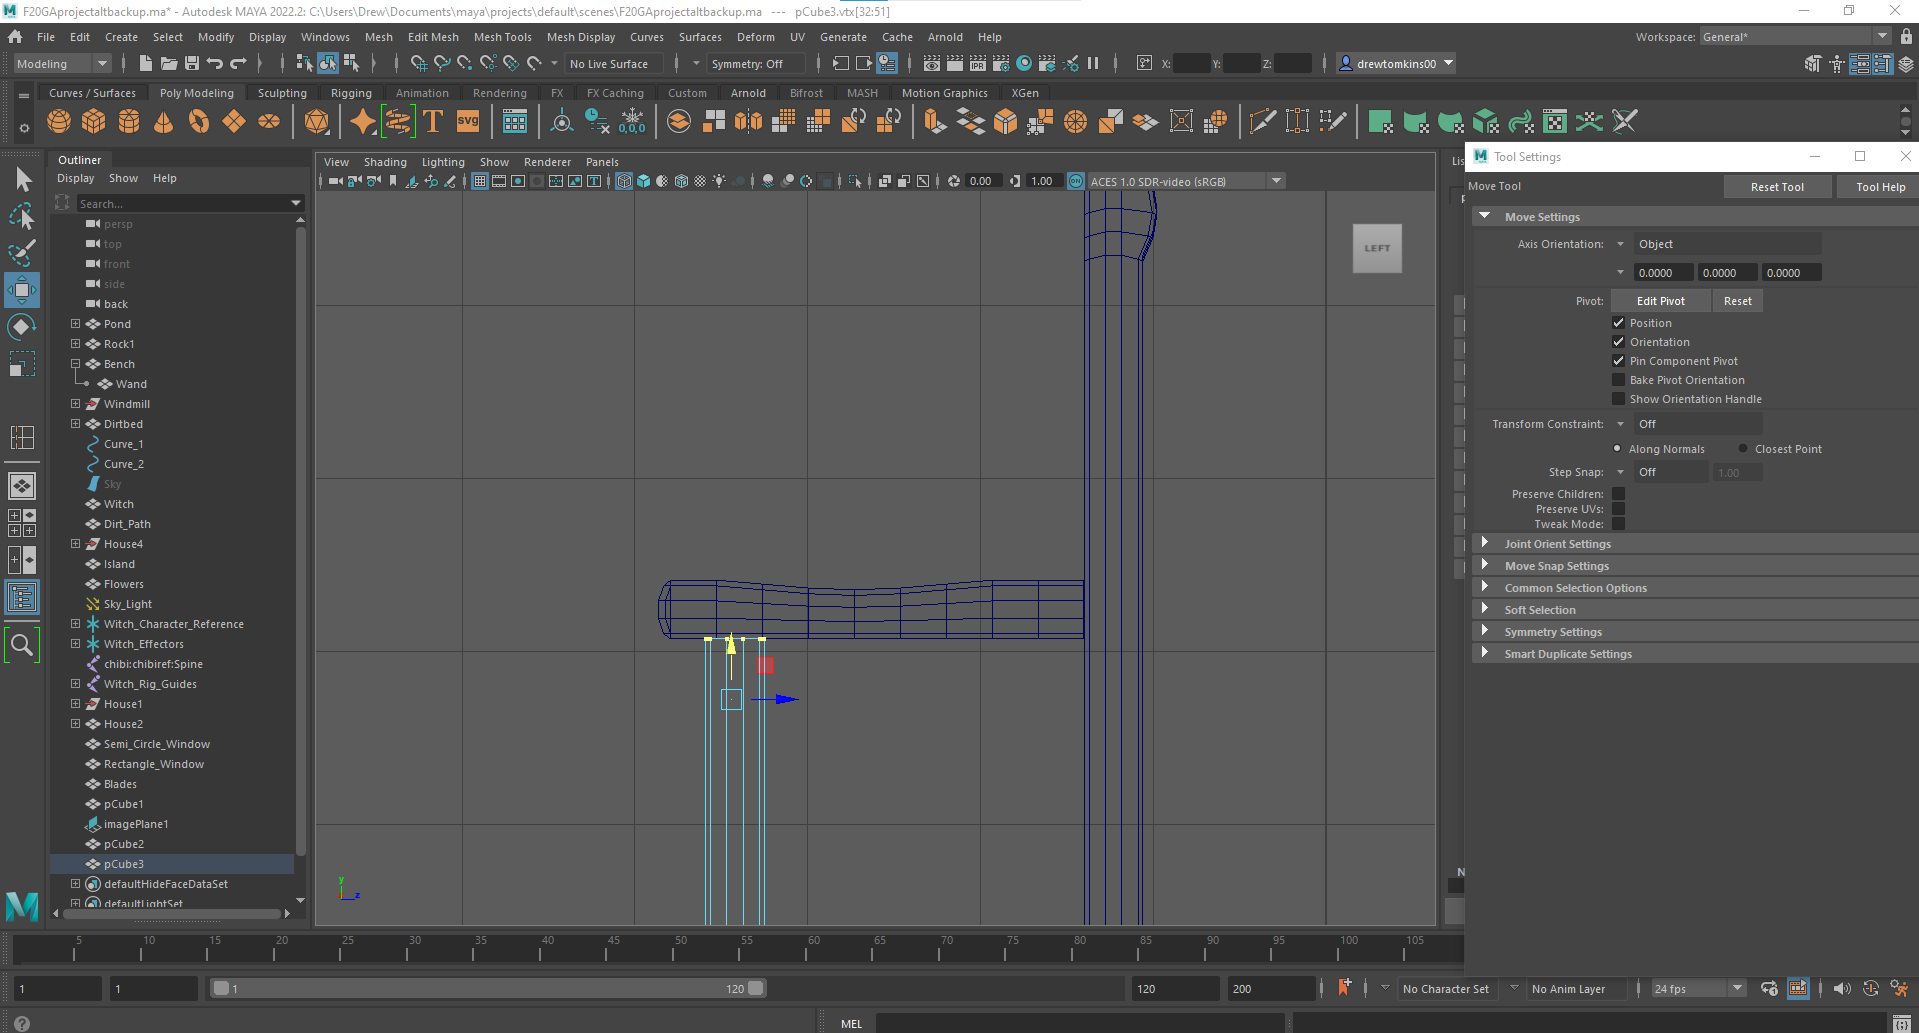 F20GAprojectaltbackup.ma* - Autodesk MAYA 2022.2: C:\Users\Drew\Documents\maya\projects\default\scenes\F20GAprojectaltbackup.ma   ---   pCube3.vtx[32:51]
File Edit Create Select Modify Display Windows Mesh Edit Mesh Mesh Tools Mesh Display Curves Surfaces Deform UV Generate Cache Arnold Help
Workspace: General*
Modeling No Live Surface Symmetry: Off X: Y: Z: drewtomkins00
Curves / Surfaces Poly Modeling Sculpting Rigging Animation Rendering FX FX Caching Custom Arnold Bifrost MASH Motion Graphics XGen
T svg 0,0,0 IPR
Outliner
Display Show Help
Search...
persp
top
front
side
back
Pond
Rock1
Bench
Wand
Windmill
Dirtbed
Curve_1
Curve_2
Sky
Witch
Dirt_Path
House4
Island
Flowers
Sky_Light
Witch_Character_Reference
Witch_Effectors
chibi:chibiref:Spine
Witch_Rig_Guides
House1
House2
Semi_Circle_Window
Rectangle_Window
Blades
pCube1
imagePlane1
pCube2
pCube3
defaultHideFaceDataSet
defaultLightSet
View Shading Lighting Show Renderer Panels
0.00 1.00 ON ACES 1.0 SDR-video (sRGB)
LEFT
y
z
Lis
N
Tool Settings
Move Tool Reset Tool Tool Help
Move Settings
Axis Orientation: Object
0.0000 0.0000 0.0000
Pivot: Edit Pivot Reset
Position
Orientation
Pin Component Pivot
Bake Pivot Orientation
Show Orientation Handle
Transform Constraint: Off
Along Normals Closest Point
Step Snap: Off 1.00
Preserve Children:
Preserve UVs:
Tweak Mode:
Joint Orient Settings
Move Snap Settings
Common Selection Options
Soft Selection
Symmetry Settings
Smart Duplicate Settings
5 10 15 20 25 30 35 40 45 50 55 60 65 70 75 80 85 90 95 100 105
1 1 1 120 120 200 No Character Set No Anim Layer 24 fps
MEL